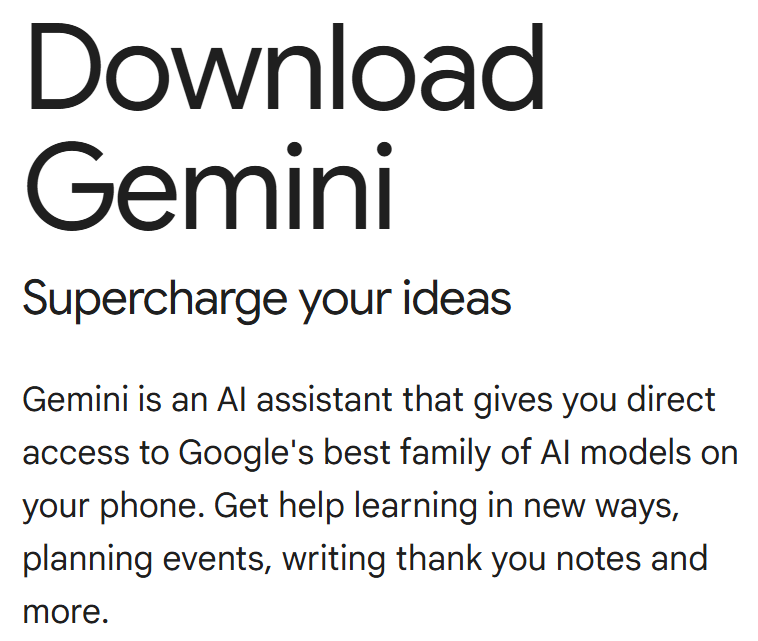 Download
Gemini
Supercharge your ideas
Gemini is an AI assistant that gives you direct
access to Google's best family of AI models on
your phone. Get help learning in new ways,
planning events, writing thank you notes and
more.